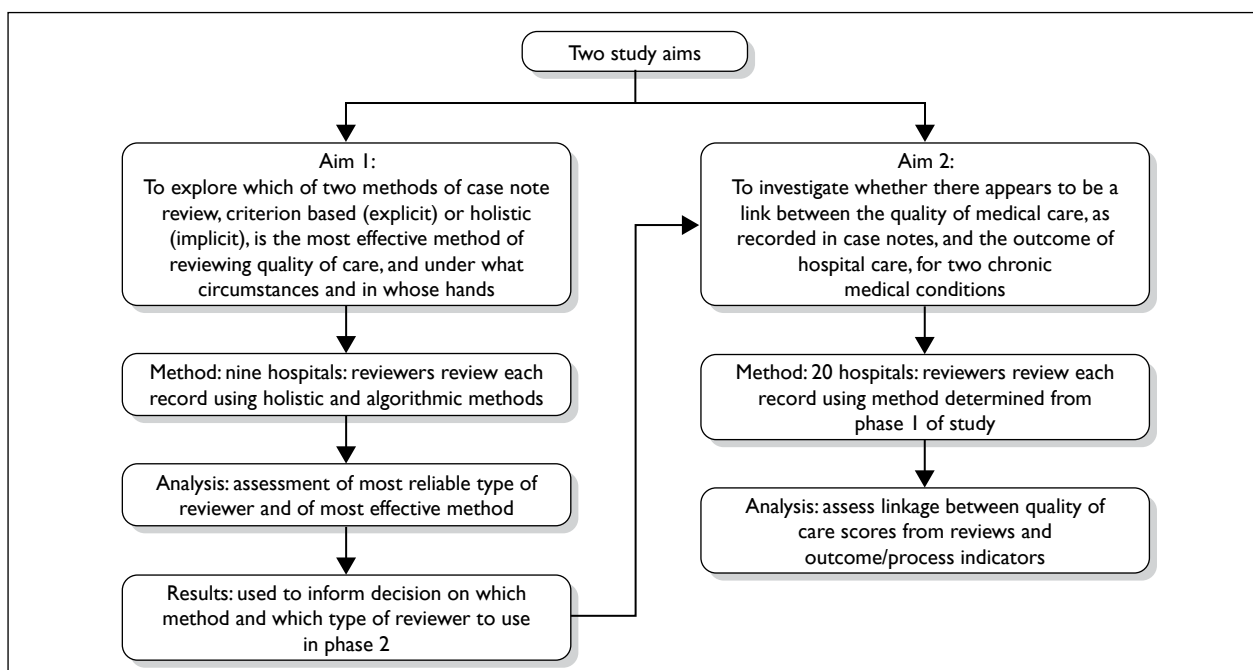 Two study aims
Aim 1:
To explore which of two methods of case note
review, criterion based (explicit) or holistic
(implicit), is the most effective method of
reviewing quality of care, and under what
circumstances and in whose hands
Method: nine hospitals: reviewers review each
record using holistic and algorithmic methods
Analysis: assessment of most reliable type of
reviewer and of most effective method
Results: used to inform decision on which
method and which type of reviewer to use
in phase 2
Aim 2:
To investigate whether there appears to be a
link between the quality of medical care, as
recorded in case notes, and the outcome of
hospital care, for two chronic
medical conditions
Method: 20 hospitals: reviewers review each
record using method determined from
phase 1 of study
Analysis: assess linkage between quality of
care scores from reviews and
outcome/process indicators